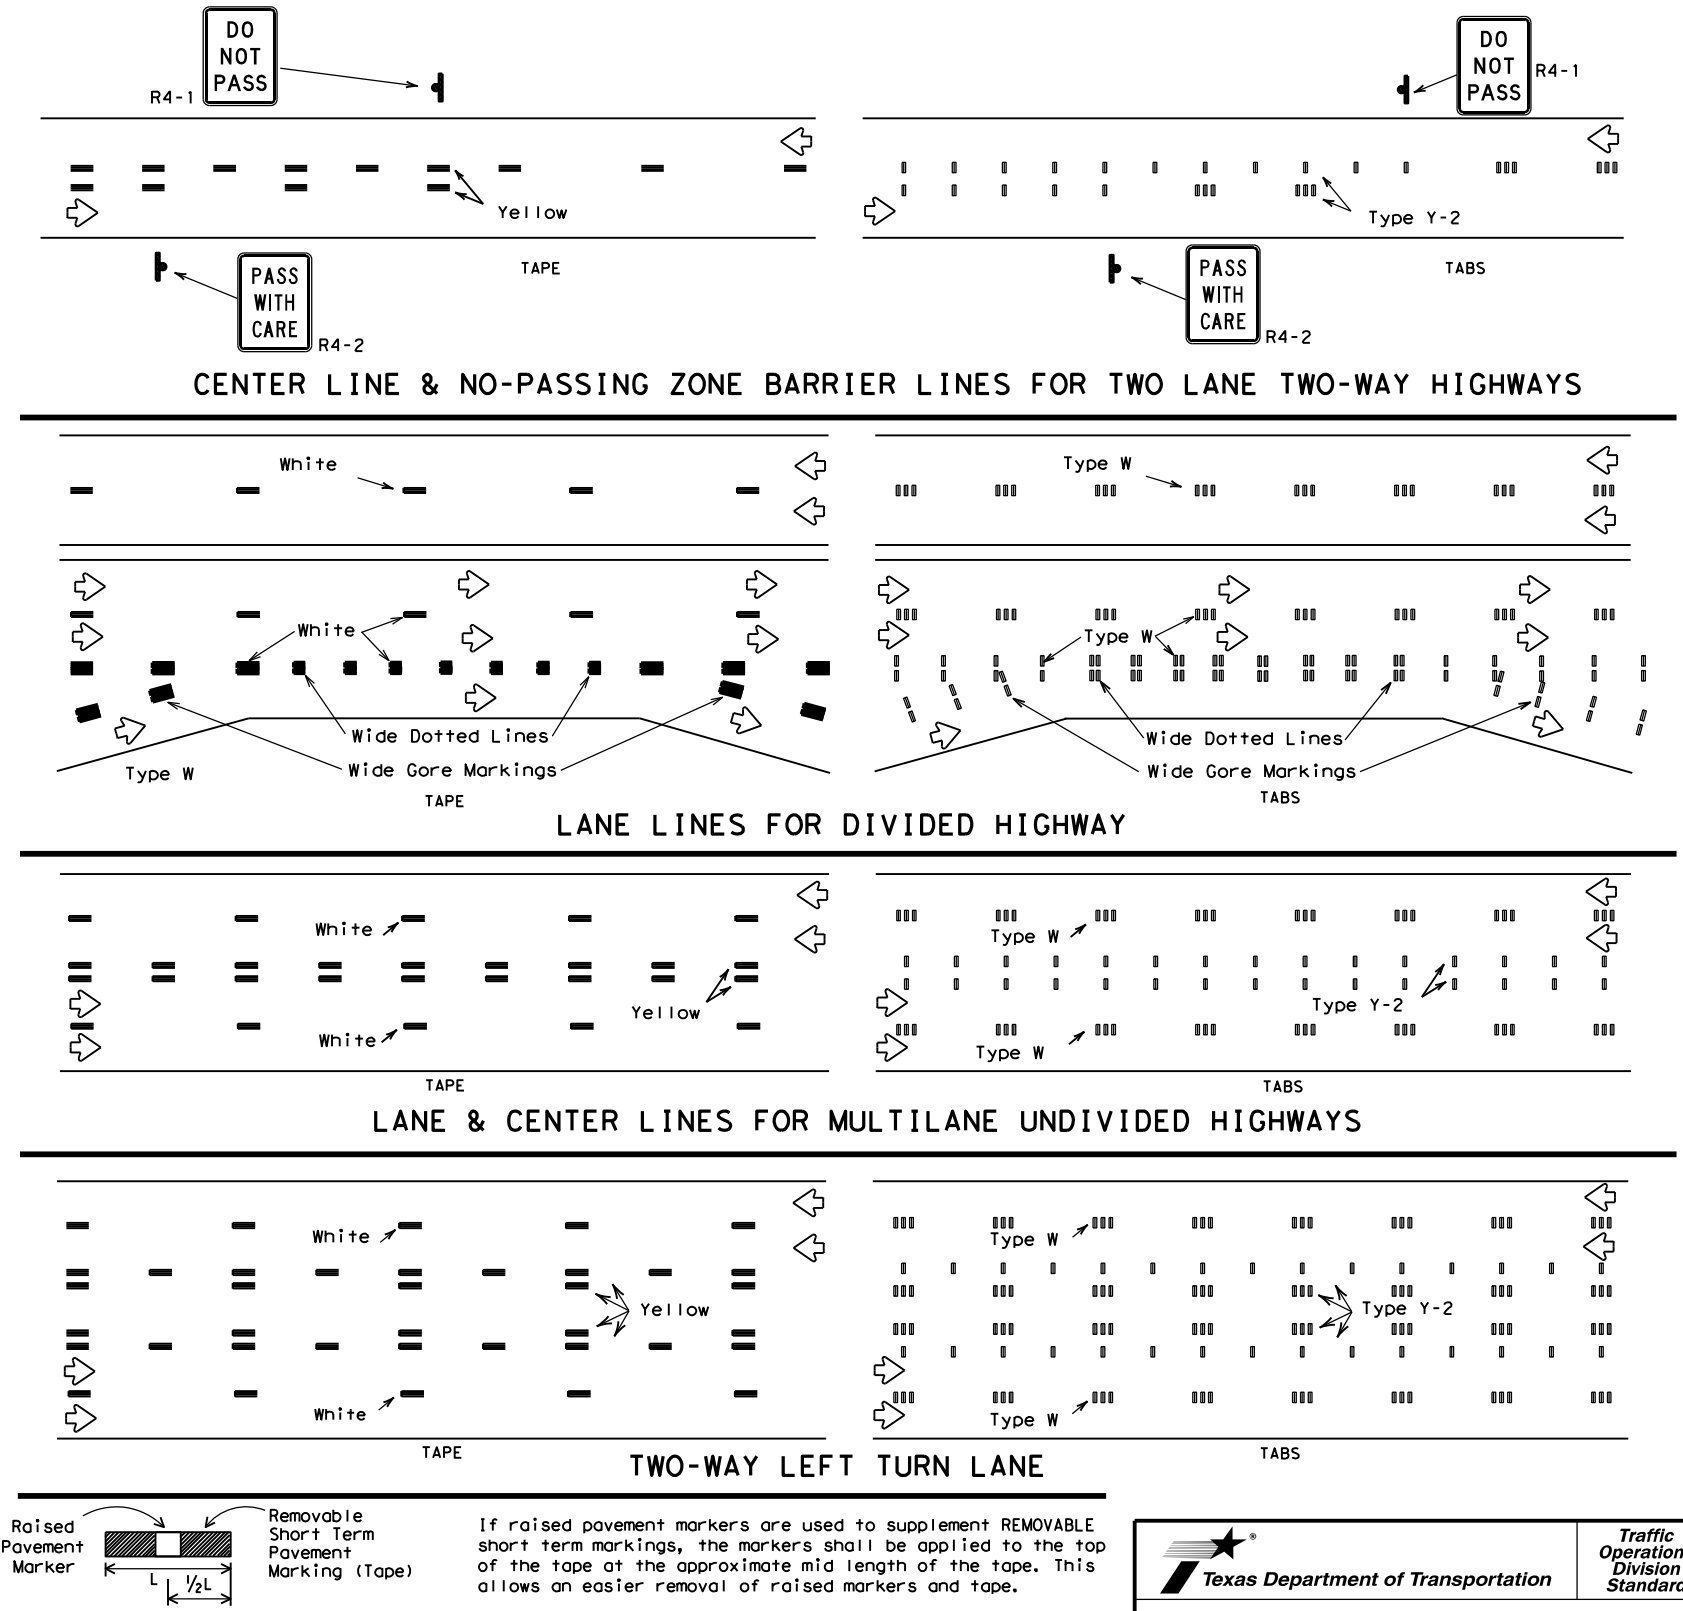 DO
NOT
PASS
R4-1
DO
NOT
PASS
R4-1
Yellow
Type Y-2
TAPE
TABS
PASS
WITH
CARE
R4-2
PASS
WITH
CARE
R4-2
CENTER LINE & NO-PASSING ZONE BARRIER LINES FOR TWO LANE TWO-WAY HIGHWAYS
White
Type W
White
Type W
Wide Dotted Lines
Wide Dotted Lines
Type W
Wide Gore Markings
Wide Gore Markings
TAPE
TABS
LANE LINES FOR DIVIDED HIGHWAY
White
Type W
Yellow
Type Y-2
White
Type W
TAPE
TABS
LANE & CENTER LINES FOR MULTILANE UNDIVIDED HIGHWAYS
White
Type W
Yellow
Type Y-2
White
Type W
TAPE
TABS
TWO-WAY LEFT TURN LANE
Raised
Pavement
Marker
Removable
Short Term
Pavement
Marking (Tape)
L
1/2L
If raised pavement markers are used to supplement REMOVABLE
short term markings, the markers shall be applied to the top
of the tape at the approximate mid length of the tape. This
allows an easier removal of raised markers and tape.
®
Texas Department of Transportation
Traffic
Operation
Division
Standard